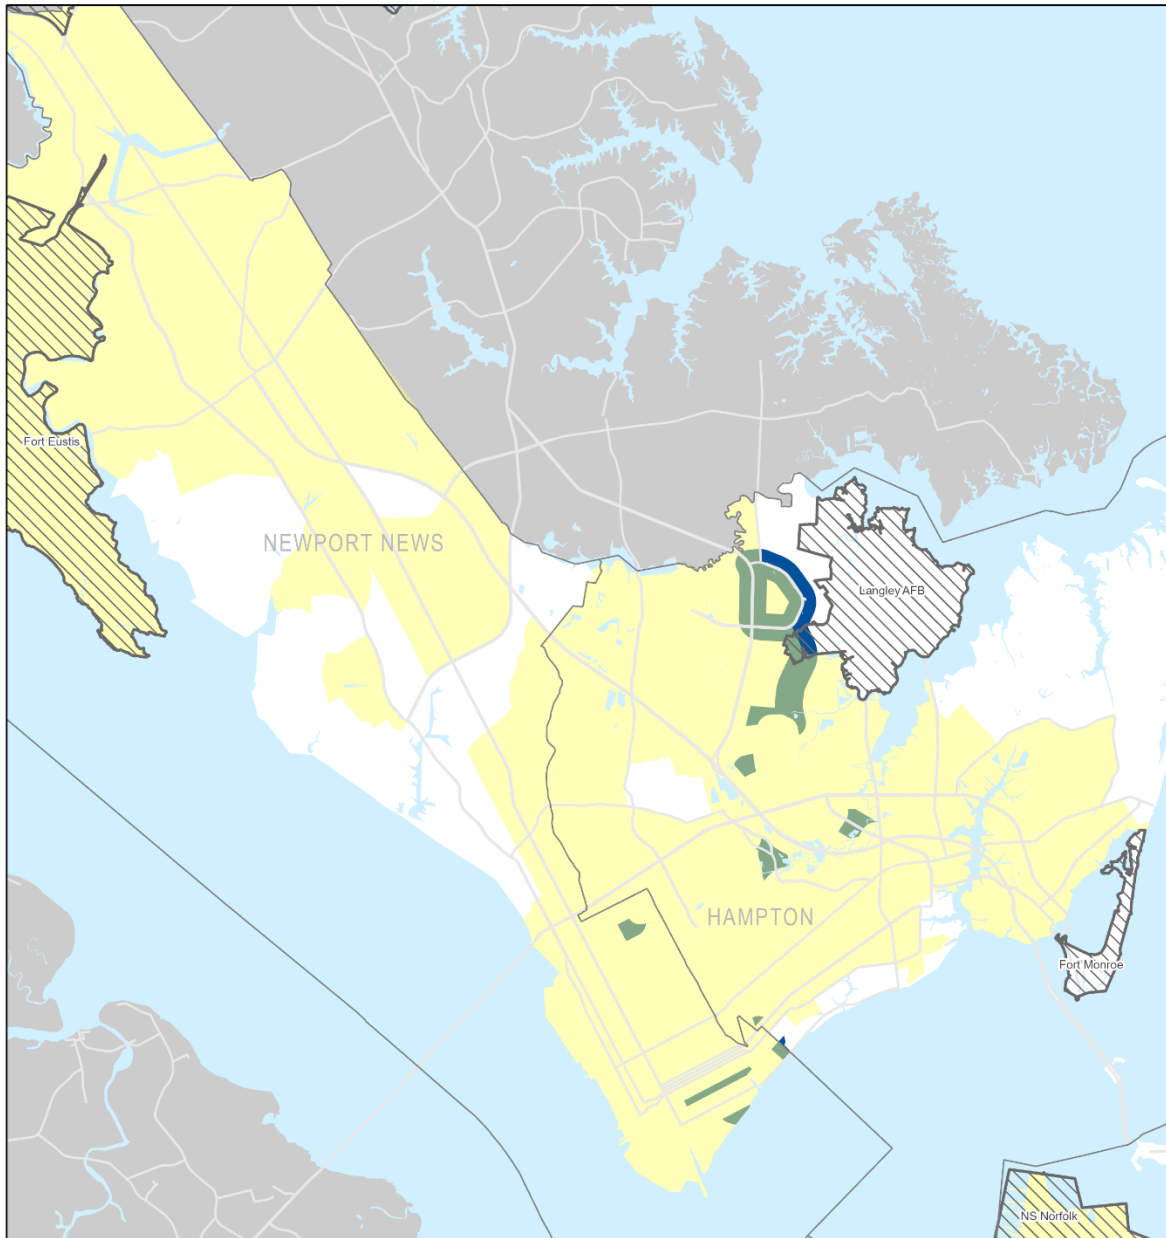 Fort Eustis
NEWPORT NEWS
Langley AFB
HAMPTON
Fort Monroe
NS Norfolk